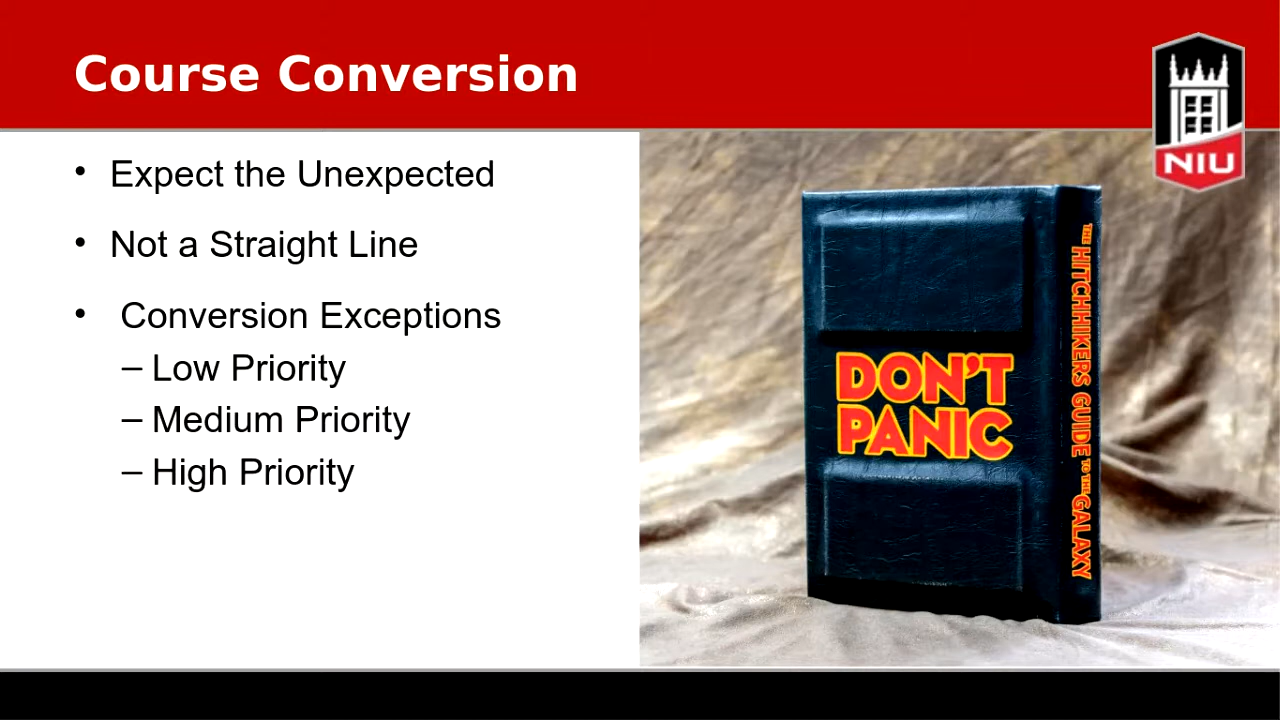 Course Conversion
NIU
• Expect the Unexpected
• Not a Straight Line
• Conversion Exceptions
– Low Priority
– Medium Priority
– High Priority
DON'T
PANIC
THE HITCHHIKERS GUIDE TO THE GALAXY